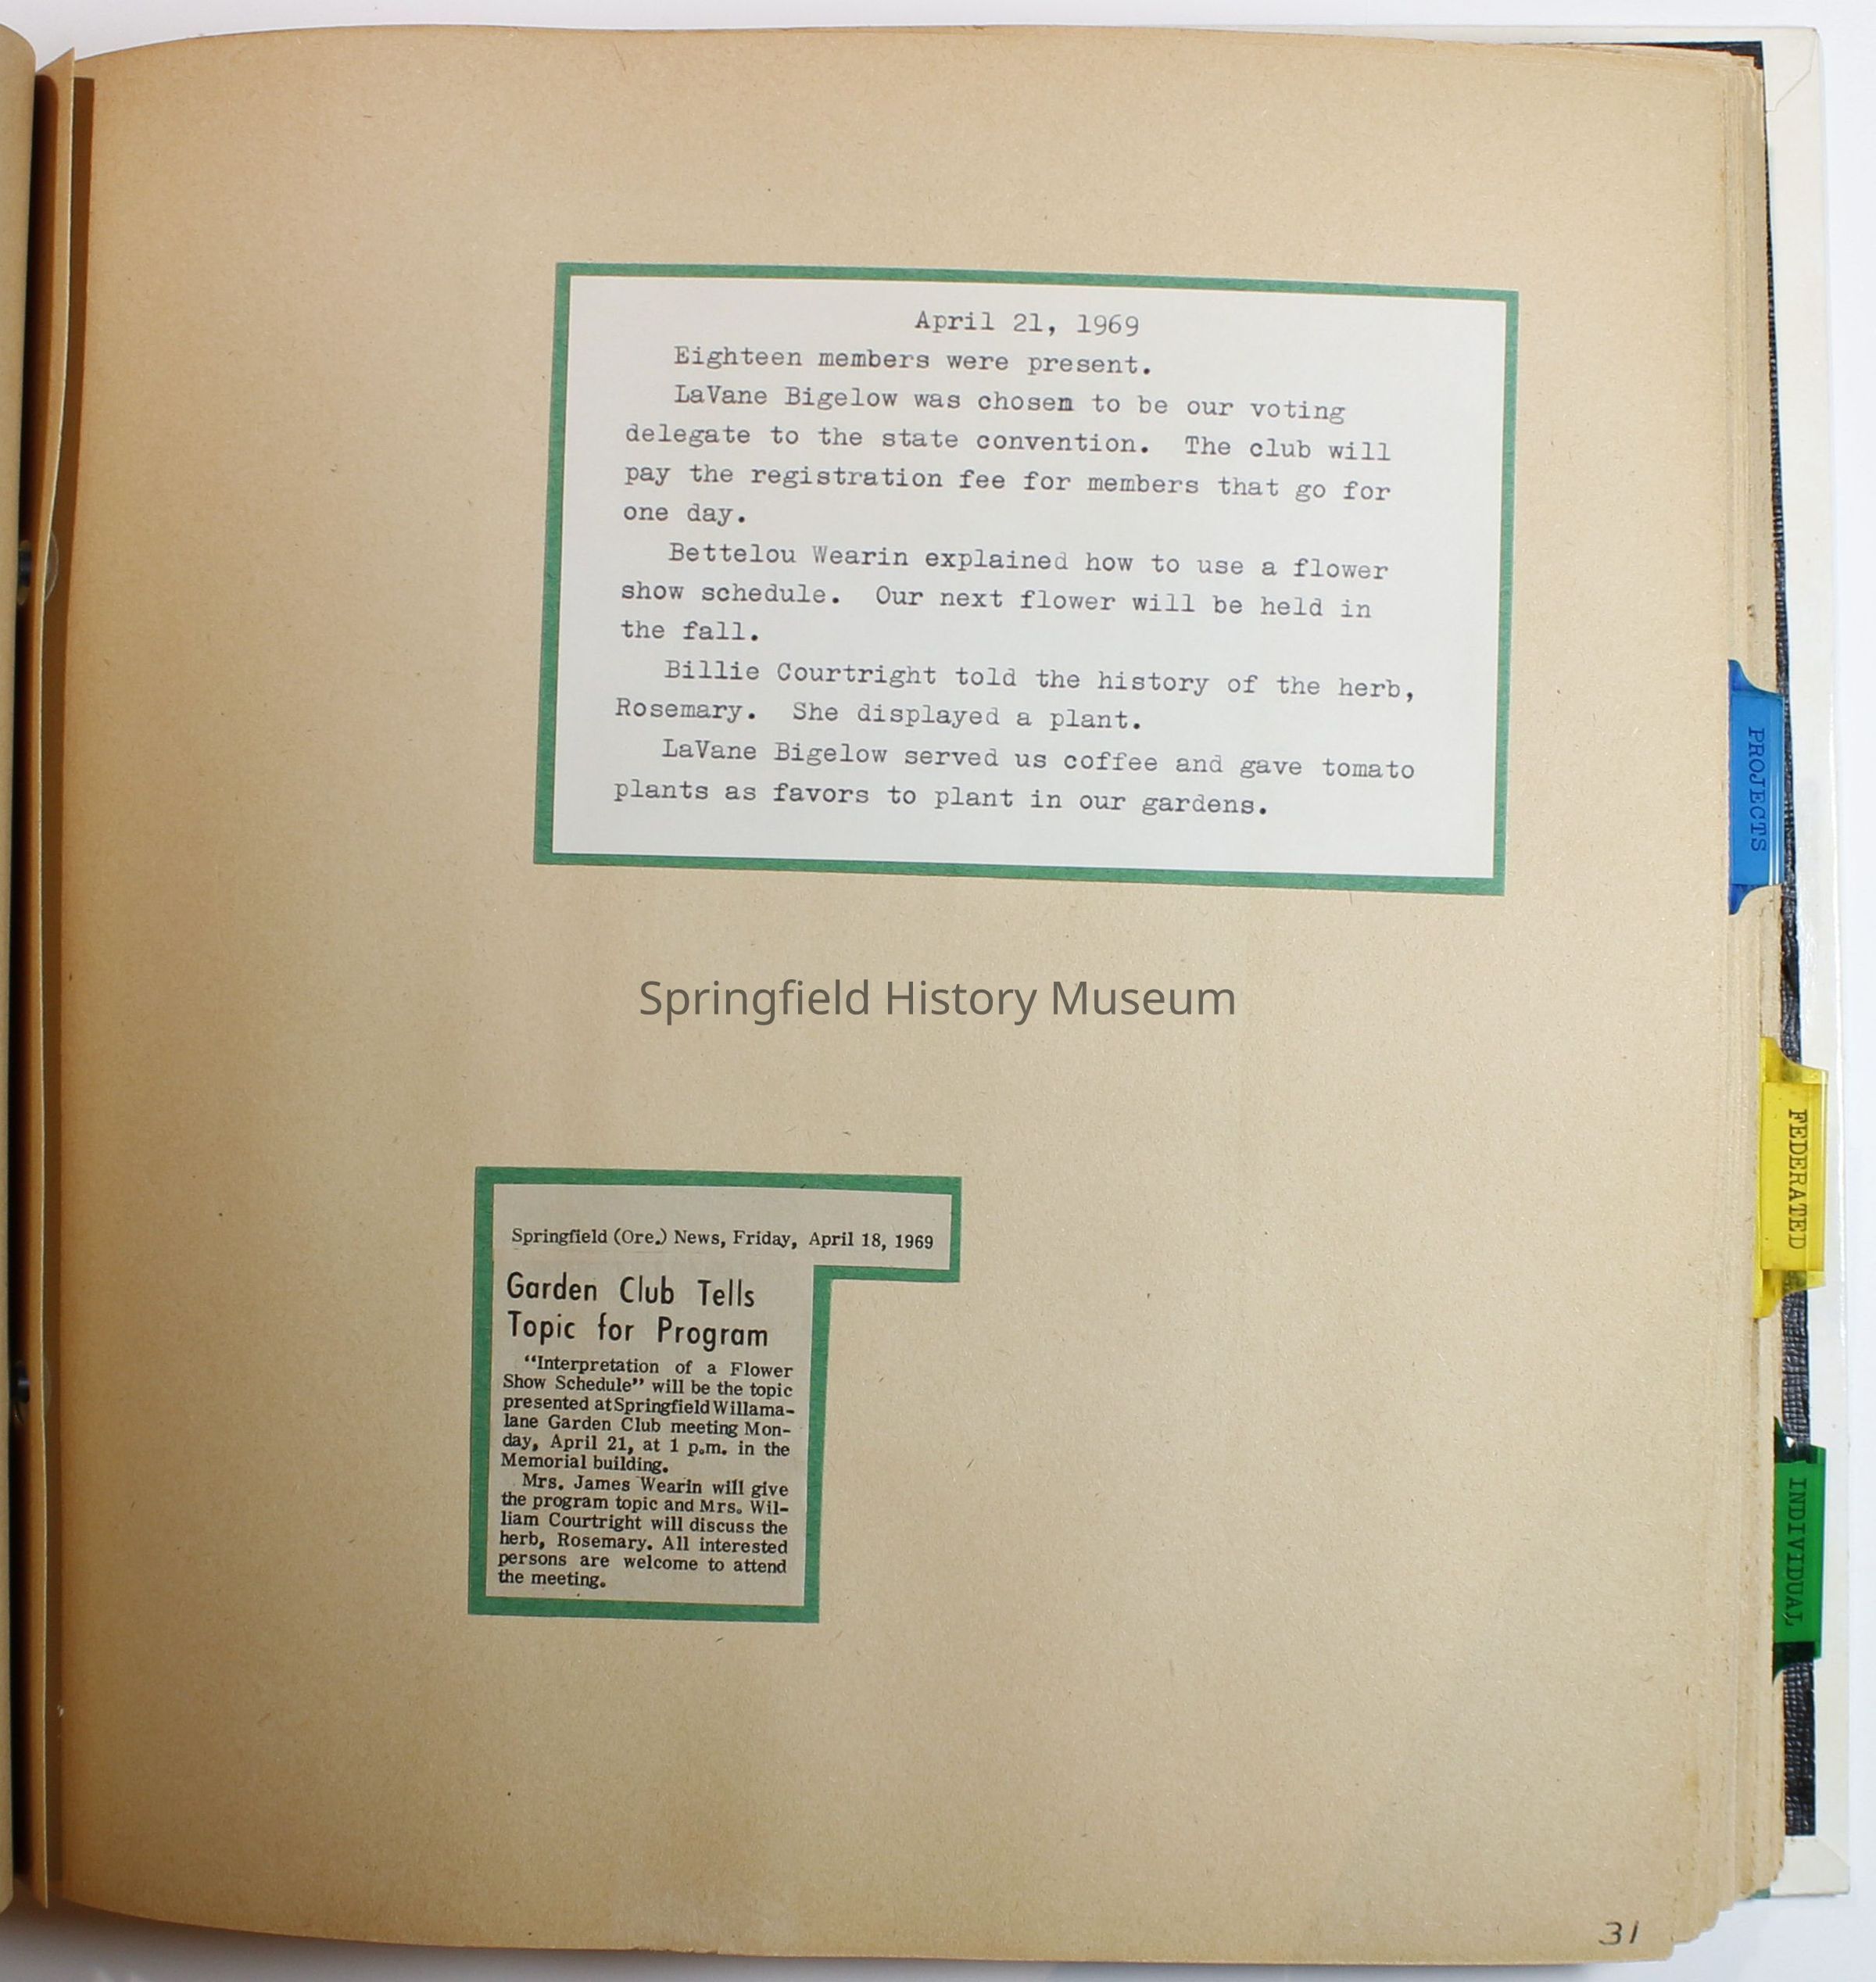 April 21, 1969
Eighteen members were present.
LaVane Bigelow was chosen to be our voting
delegate to the state convention. The club will
pay the registration fee for members that go for
one day.
Bettelou Wearin explained how to use a flower
show schedule. Our next flower will be held in
the fall.
Billie Courtright told the history of the herb,
Rosemary. She displayed a plant.
LaVane Bigelow served us coffee and gave tomato
plants as favors to plant in our gardens.
PROJECTS
Springfield History Museum
FEDERATED
Springfield (Ore.) News, Friday, April 18, 1969
Garden Club Tells
Topic for Program
"Interpretation of a Flower
Show Schedule" will be the topic
presented at Springfield Willama-
lane Garden Club meeting Mon-
day, April 21, at 1 p.m. in the
Memorial building.
Mrs. James Wearin will give
the program topic and Mrs. Wil-
liam Courtright will discuss the
herb, Rosemary. All interested
persons are welcome to attend
the meeting.
INDIVIDUAL
31